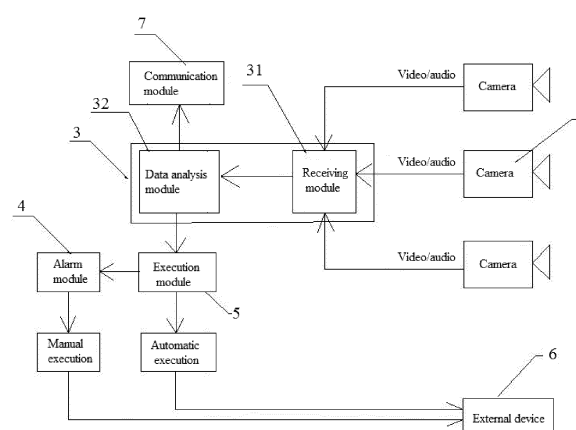 7
Communication
module
31
32
Video/audio
Camera
3
Data analysis
module
Receiving
module
Video/audio
Camera
4
Alarm
module
Execution
module
5
Video/audio
Camera
Manual
execution
Automatic
execution
6
External device